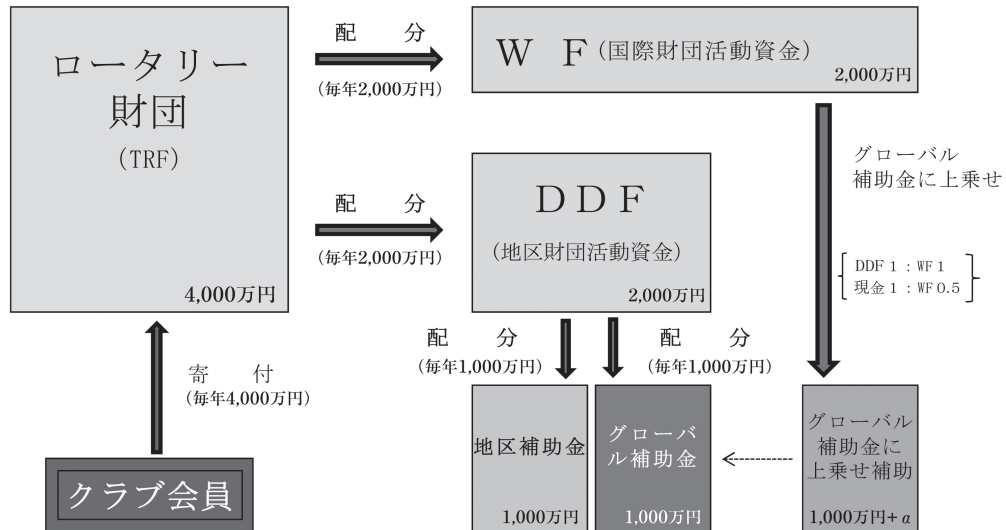 ロータリー
財団
(TRF)
4,000万円
配　分
(毎年2,000万円)
W F (国際財団活動資金)
2,000万円
配　分
(毎年2,000万円)
DDF
(地区財団活動資金)
2,000万円
グローバル
補助金に上乗せ
DDF 1 : WF 1
現金 1 : WF 0.5
寄　付
(毎年4,000万円)
クラブ会員
配　分
(毎年1,000万円)
配　分
(毎年1,000万円)
地区補助金
1,000万円
グローバ
ル補助金
1,000万円
グローバル
補助金に
上乗せ補助
1,000万円+α